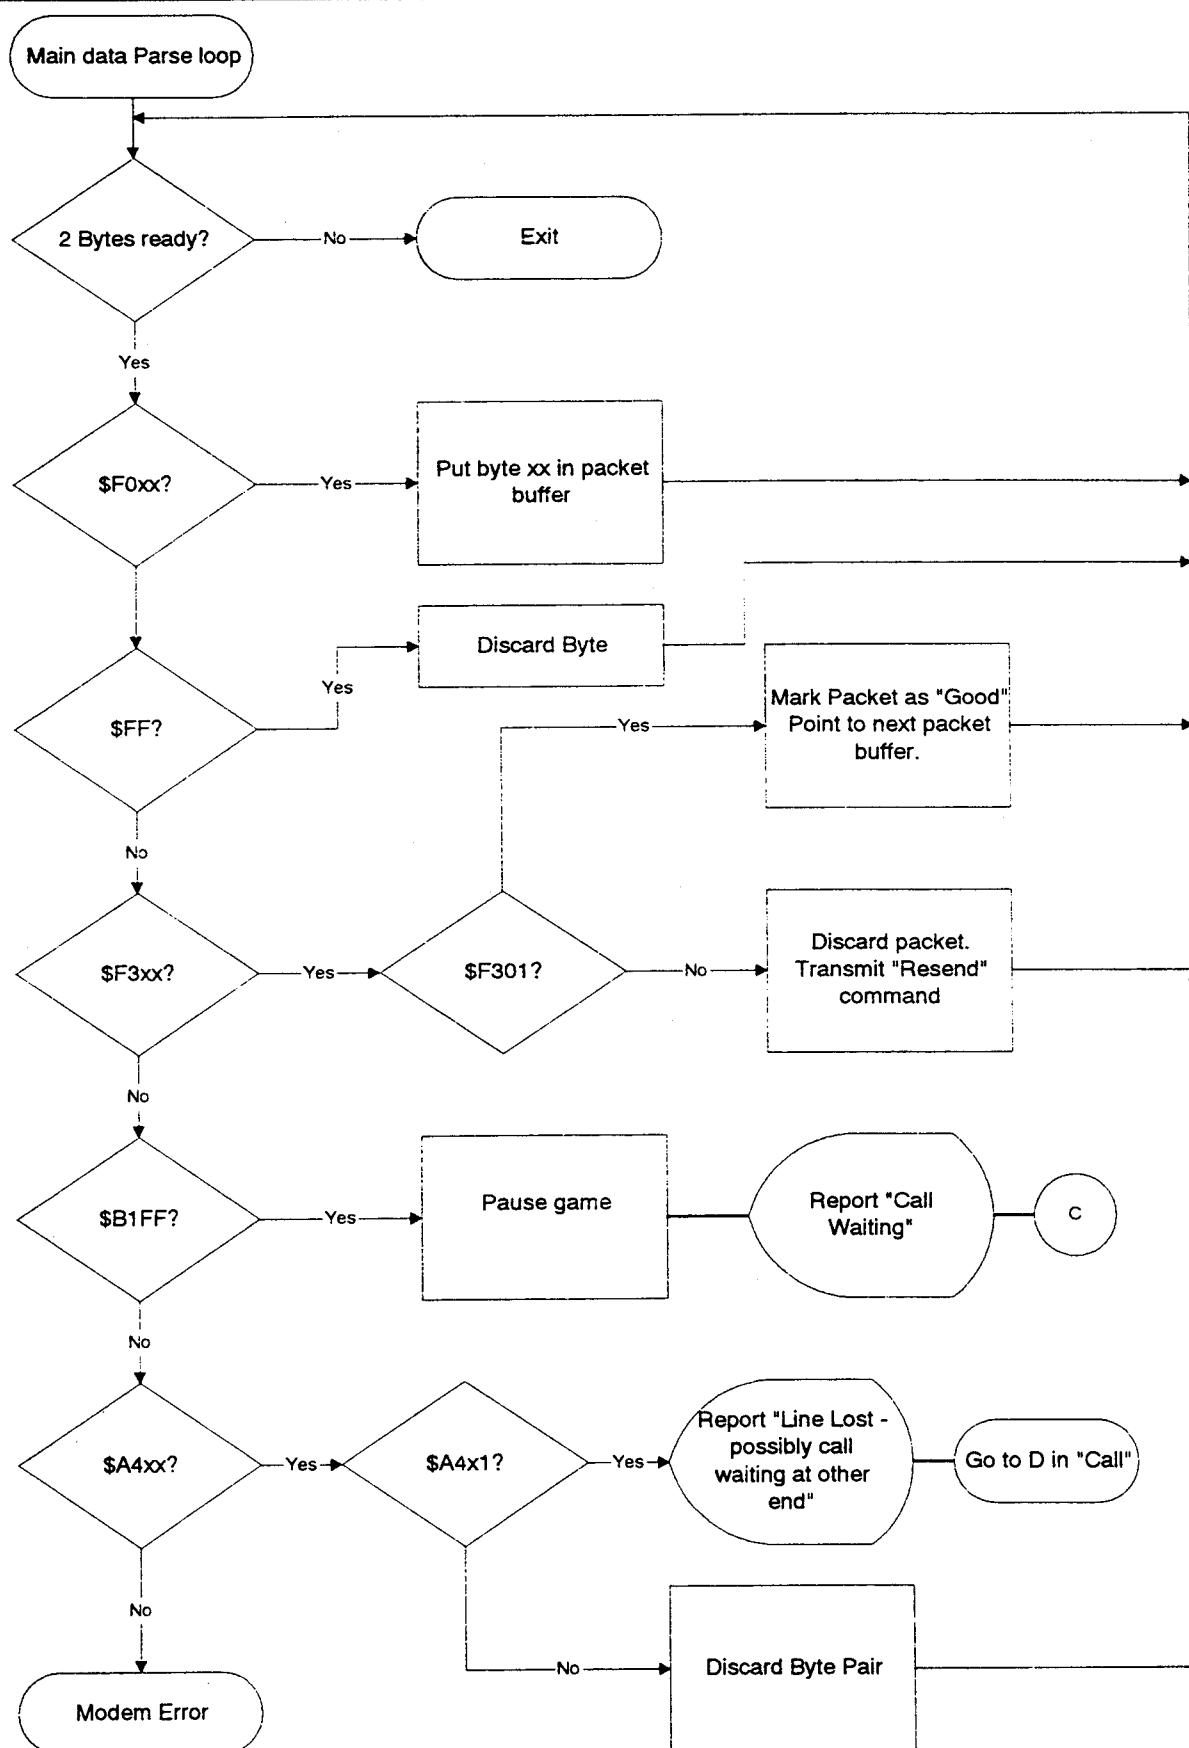 Main data Parse loop
2 Bytes ready?
No
Exit
Yes
$F0xx?
Yes
Put byte xx in packet
buffer
Discard Byte
Yes
$FF?
Mark Packet as "Good"
Point to next packet
buffer.
Yes
No
$F3xx?
Yes
$F301?
No
Discard packet.
Transmit "Resend"
command
No
$B1FF?
Yes
Pause game
Report "Call
Waiting"
C
No
$A4xx?
Yes
$A4x1?
Yes
Report "Line Lost -
possibly call
waiting at other
end"
Go to D in "Call"
No
No
Discard Byte Pair
Modem Error